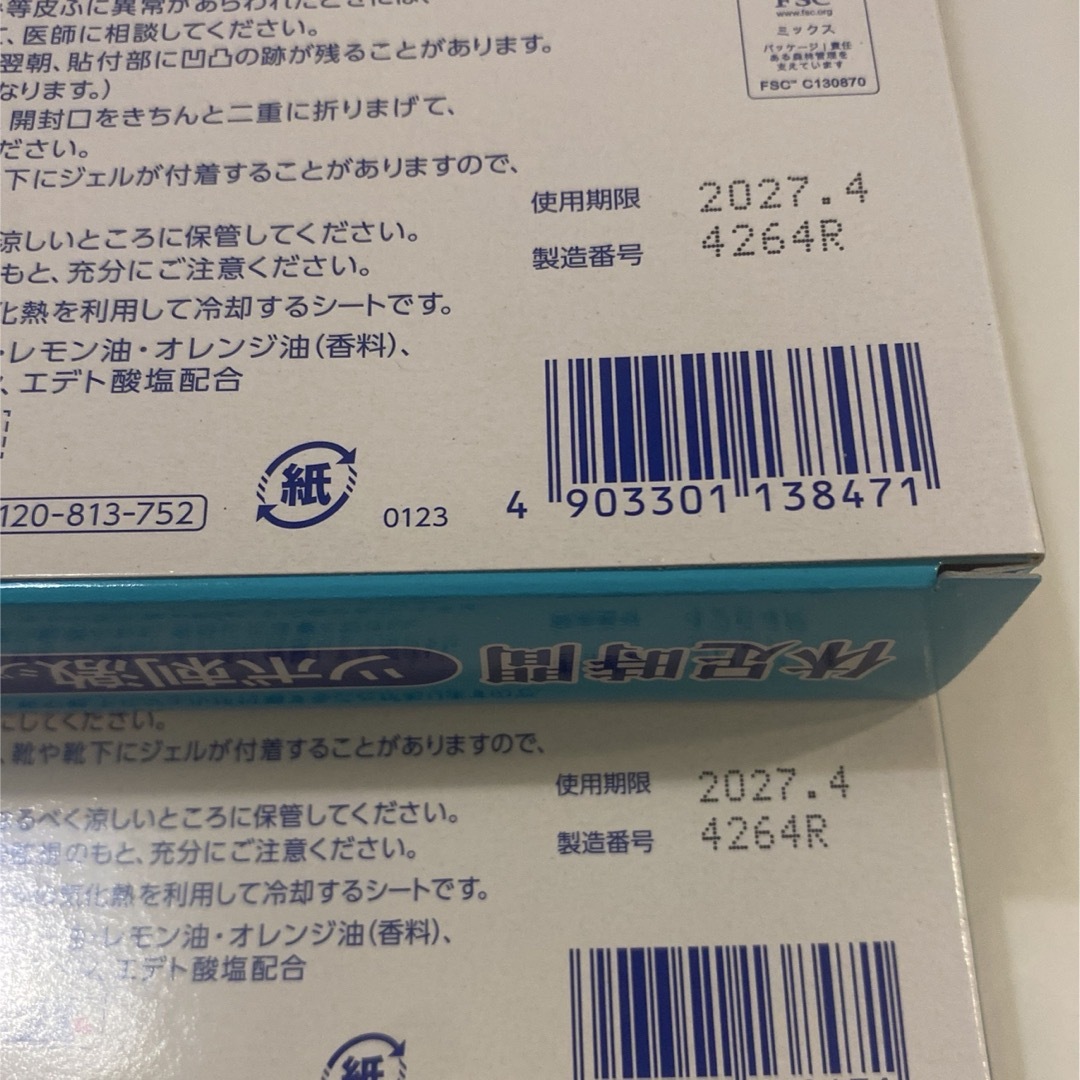 等皮ふに異常があらわれたときには、
、医師に相談してください。
翌朝、貼付部に凹凸の跡が残ることがあります。
なります。)
開封口をきちんと二重に折りまげて、
ださい。
下にジェルが付着することがありますので、
涼しいところに保管してください。
もと、充分にご注意ください。
化熱を利用して冷却するシートです。
・レモン油・オレンジ油(香料)、
、エデト酸塩配合
FSC
www.fsc.org
ミックス
パッケージ|責任
ある森林管理を
支えています
FSC™ C130870
使用期限 2027.4
製造番号 4264R
紙
120-813-752
0123
4 903301 138471
休足時間
ツボ刺激
にしてください。
、靴や靴下にジェルが付着することがありますので、
るべく涼しいところに保管してください。
のもと、充分にご注意ください。
気化熱を利用して冷却するシートです。
レモン油・オレンジ油(香料)、
エデト酸塩配合
使用期限 2027.4
製造番号 4264R
紙